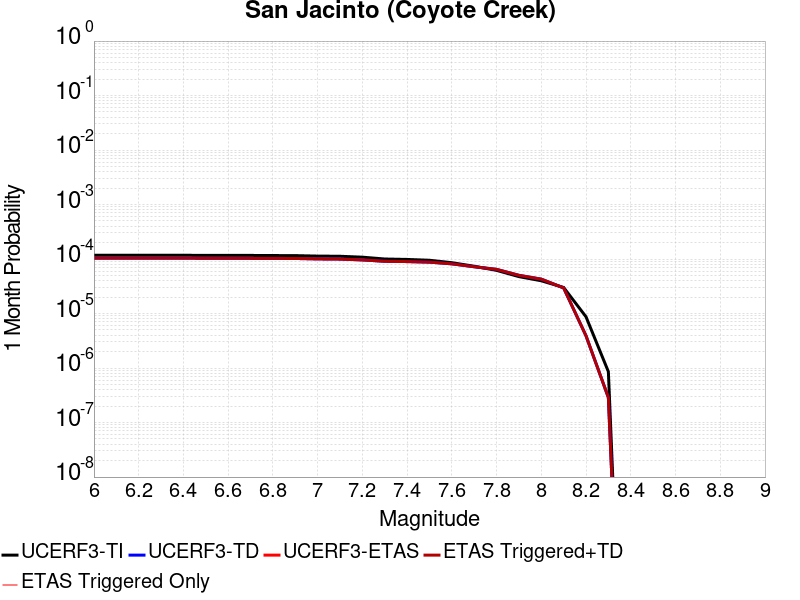 San Jacinto (Coyote Creek)
10^0
10^-1
10^-2
10^-3
10^-4
10^-5
10^-6
10^-7
10^-8
1 Month Probability
6 6.2 6.4 6.6 6.8 7 7.2 7.4 7.6 7.8 8 8.2 8.4 8.6 8.8 9
Magnitude
UCERF3-TI UCERF3-TD UCERF3-ETAS ETAS Triggered+TD
ETAS Triggered Only